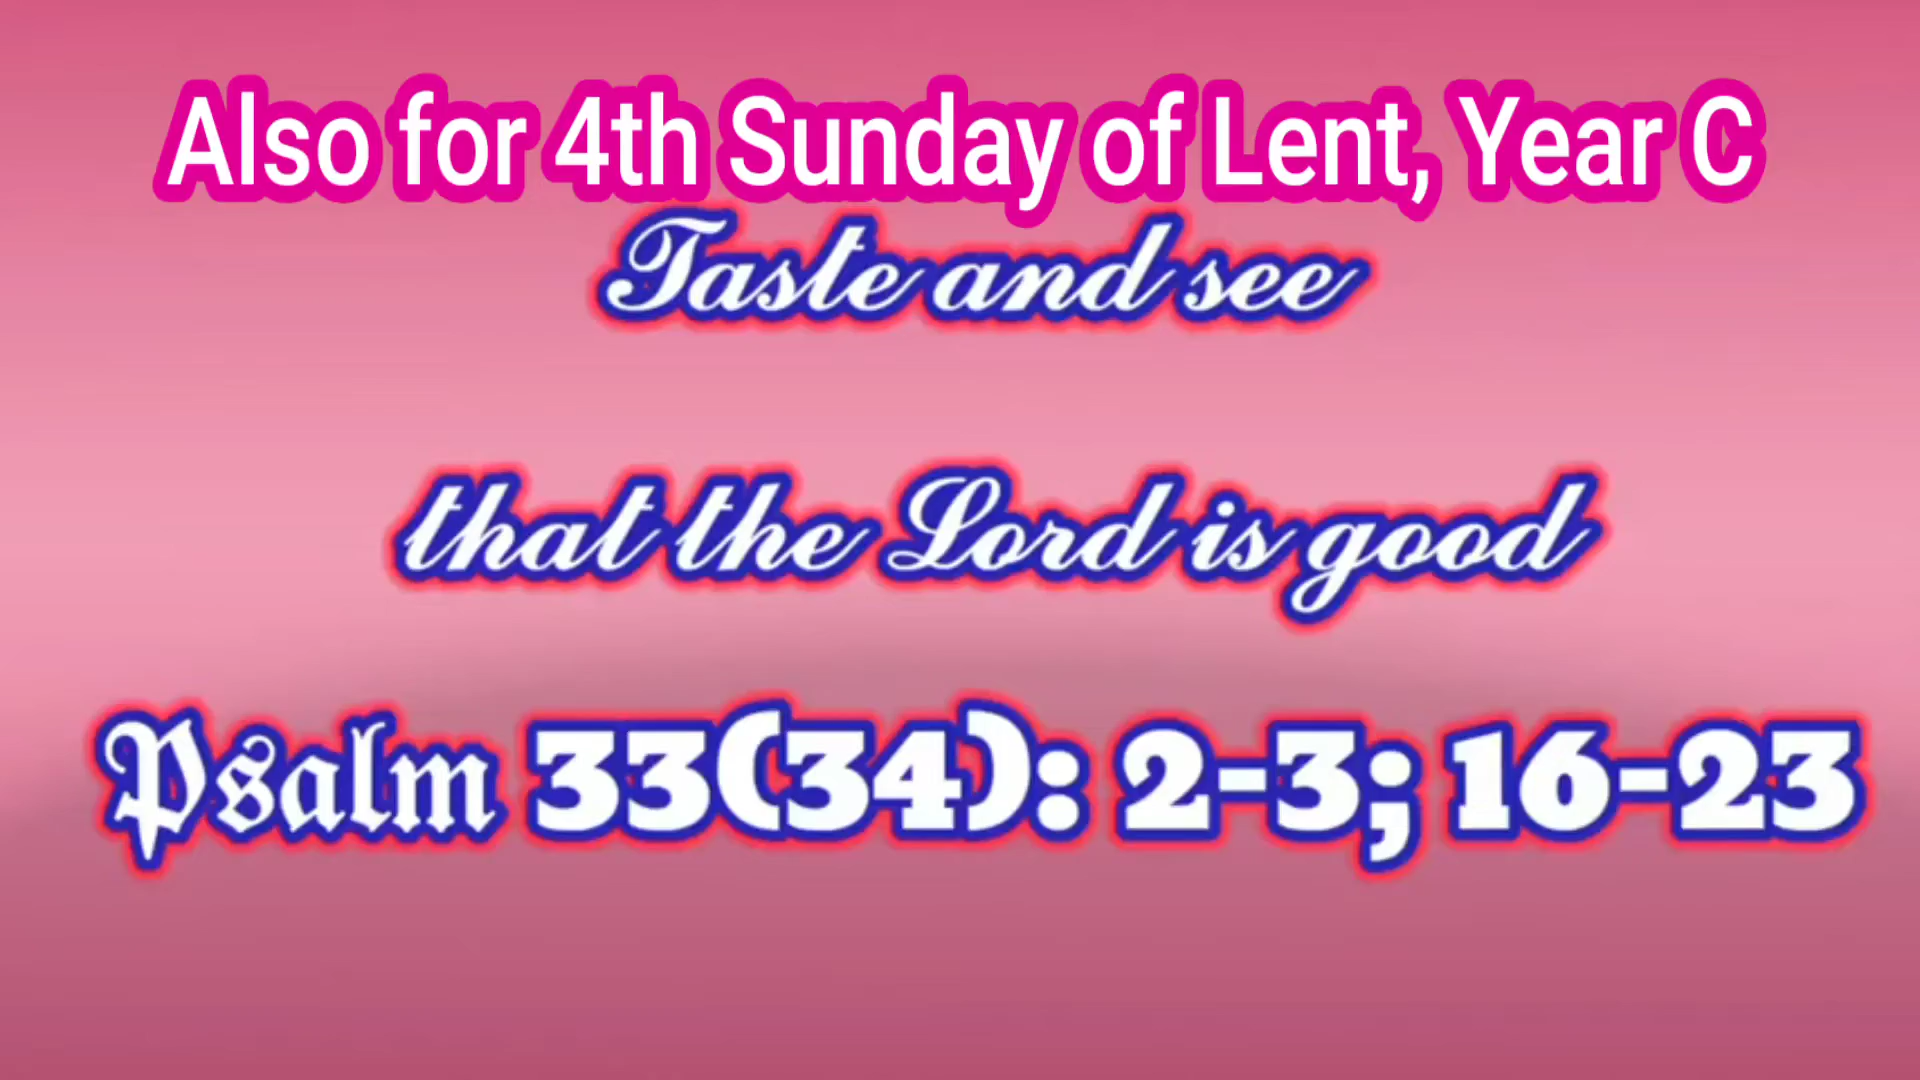 Also for 4th Sunday of Lent, Year C
Taste and see
that the Lord is good
Psalm 33(34): 2-3; 16-23